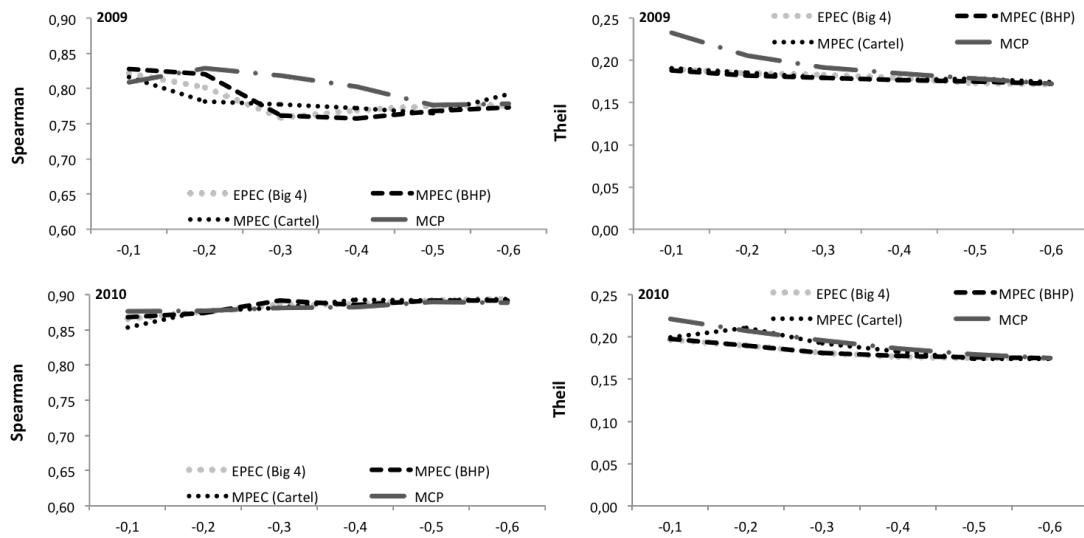 2009
0,90
0,85
0,80
0,75
0,70
0,65
0,60
Spearman
EPEC (Big 4)
MPEC (BHP)
MPEC (Cartel)
MCP
-0,1 -0,2 -0,3 -0,4 -0,5 -0,6
2009
0,25
0,20
0,15
0,10
0,05
0,00
Theil
EPEC (Big 4)
MPEC (BHP)
MPEC (Cartel)
MCP
-0,1 -0,2 -0,3 -0,4 -0,5 -0,6
2010
0,90
0,85
0,80
0,75
0,70
0,65
0,60
Spearman
EPEC (Big 4)
MPEC (BHP)
MPEC (Cartel)
MCP
-0,1 -0,2 -0,3 -0,4 -0,5 -0,6
2010
0,25
0,20
0,15
0,10
0,05
0,00
Theil
EPEC (Big 4)
MPEC (BHP)
MPEC (Cartel)
MCP
-0,1 -0,2 -0,3 -0,4 -0,5 -0,6